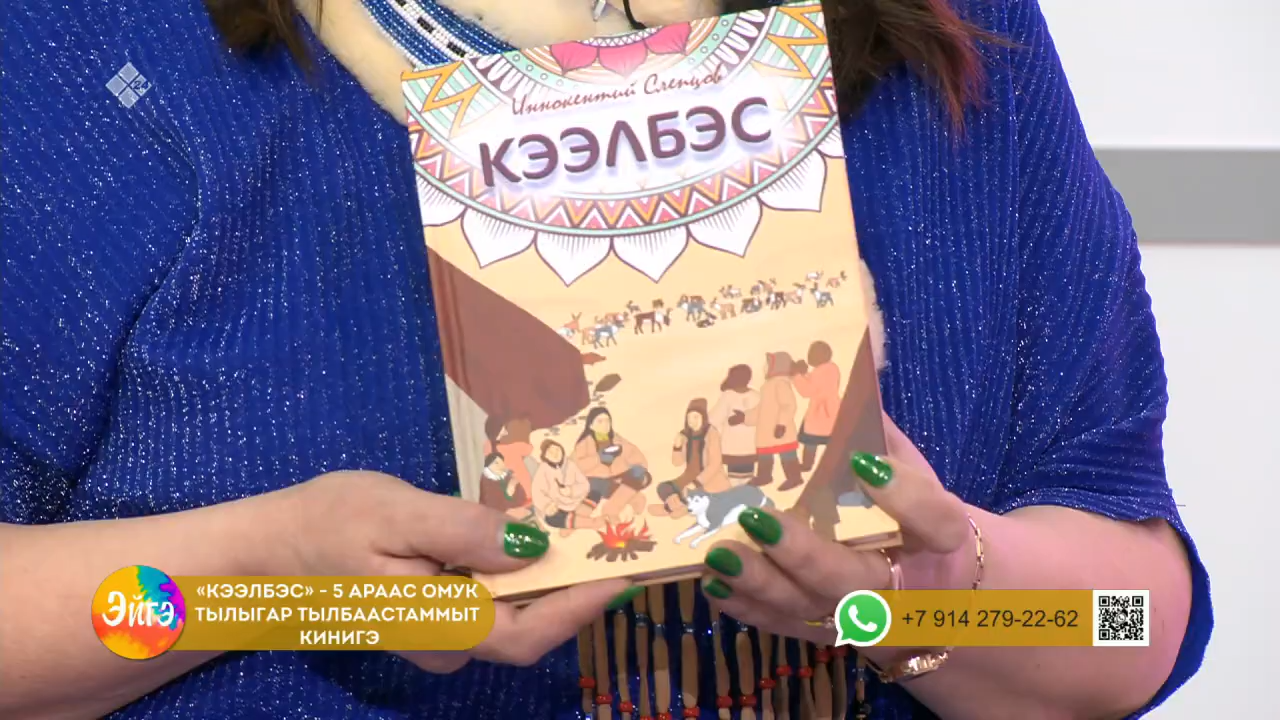 Иннокентий Слепцов
КЭЭЛБЭС
Эйгэ
«КЭЭЛБЭС» - 5 АРААС ОМУК
ТЫЛЫГАР ТЫЛБААСТАММЫТ
КИНИГЭ
+7 914 279-22-62